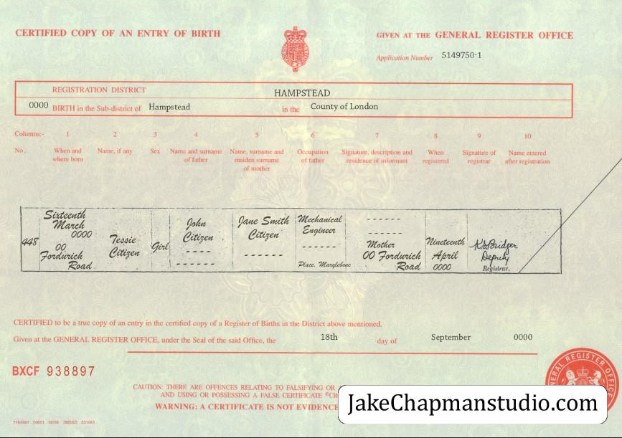 CERTIFIED COPY OF AN ENTRY OF BIRTH
GIVEN AT THE GENERAL REGISTER OFFICE
Application Number 5149750-1
REGISTRATION DISTRICT HAMPSTEAD
0000 BIRTH in the Sub-district of Hampstead in the County of London
Columns:- 1 2 3 4 5 6 7 8 9 10
No. When and where born Name, if any Sex Name and surname of father Name, surname and maiden surname of mother Occupation of father Signature, description and residence of informant When registered Signature of registrar Name entered after registration
448 Sixteenth March 0000 00 Fordurich Road Tessie Citizen Girl John Citizen Jane Smith Citizen Mechanical Engineer Place, Marylebone Mother 00 Fordurich Road Nineteenth April 0000 Deputy Registrar
CERTIFIED to be a true copy of an entry in the certified copy of a Register of Births in the District above mentioned.
Given at the GENERAL REGISTER OFFICE, under the Seal of the said Office, the 18th day of September 0000
BXCF 938897
CAUTION: THERE ARE OFFENCES RELATING TO FALSIFYING OR
AND USING OR POSSESSING A FALSE CERTIFICATE
WARNING: A CERTIFICATE IS NOT EVIDENCE
JakeChapmanstudio.com